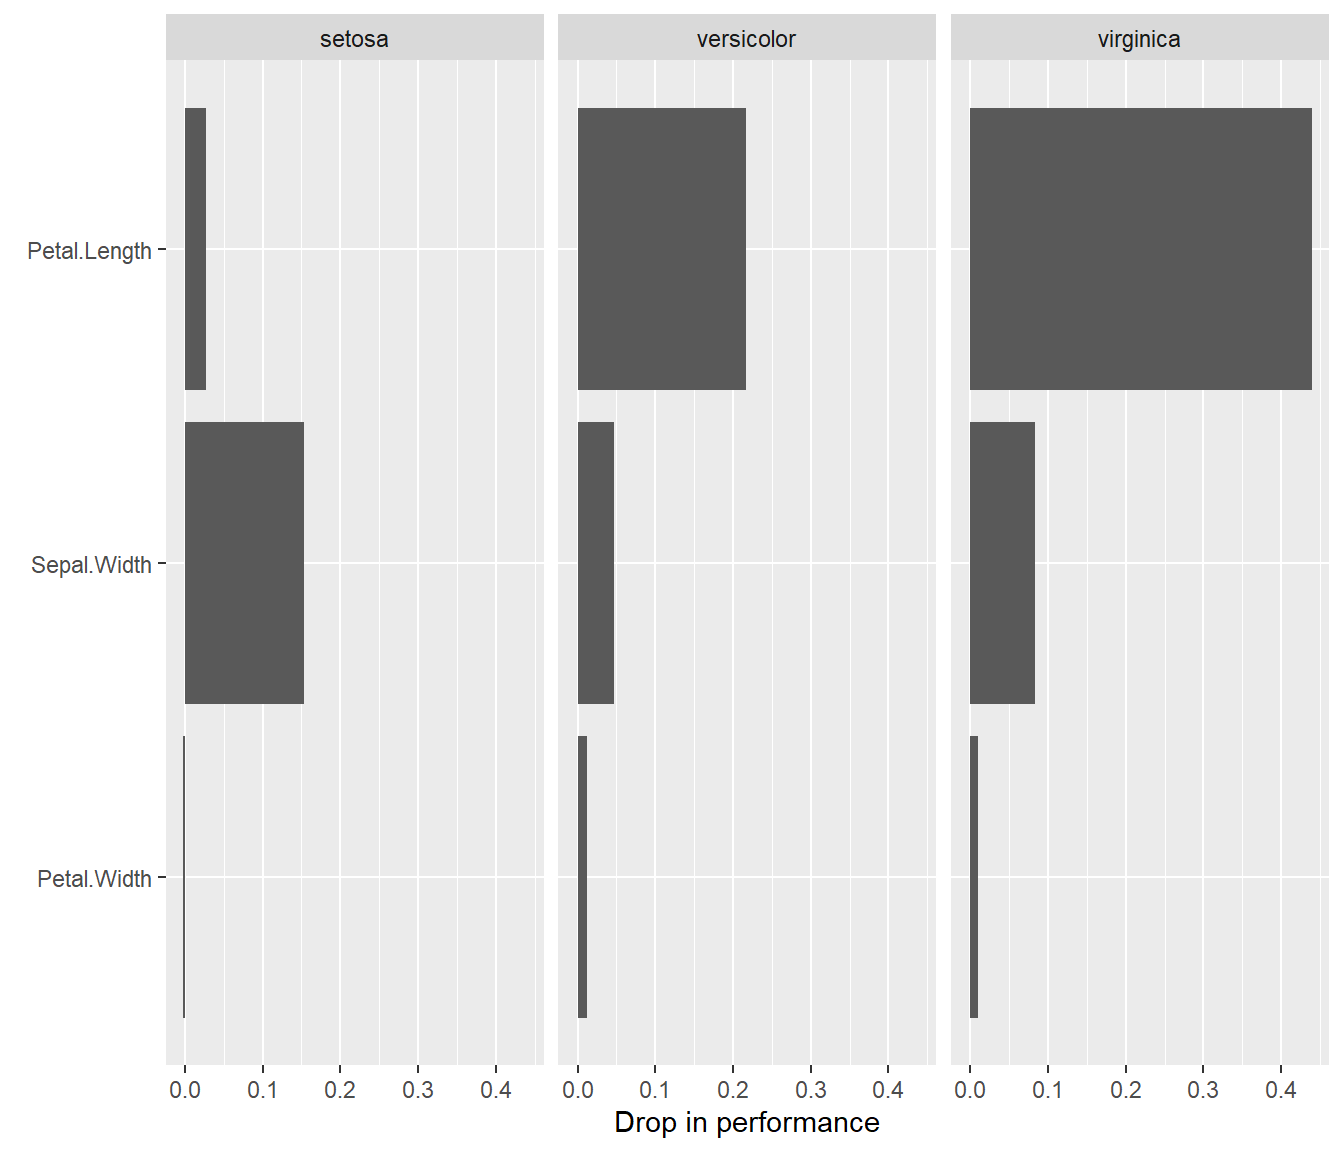 setosa versicolor virginica
Petal.Length
Sepal.Width
Petal.Width
0.0 0.1 0.2 0.3 0.4 0.0 0.1 0.2 0.3 0.4 0.0 0.1 0.2 0.3 0.4
Drop in performance